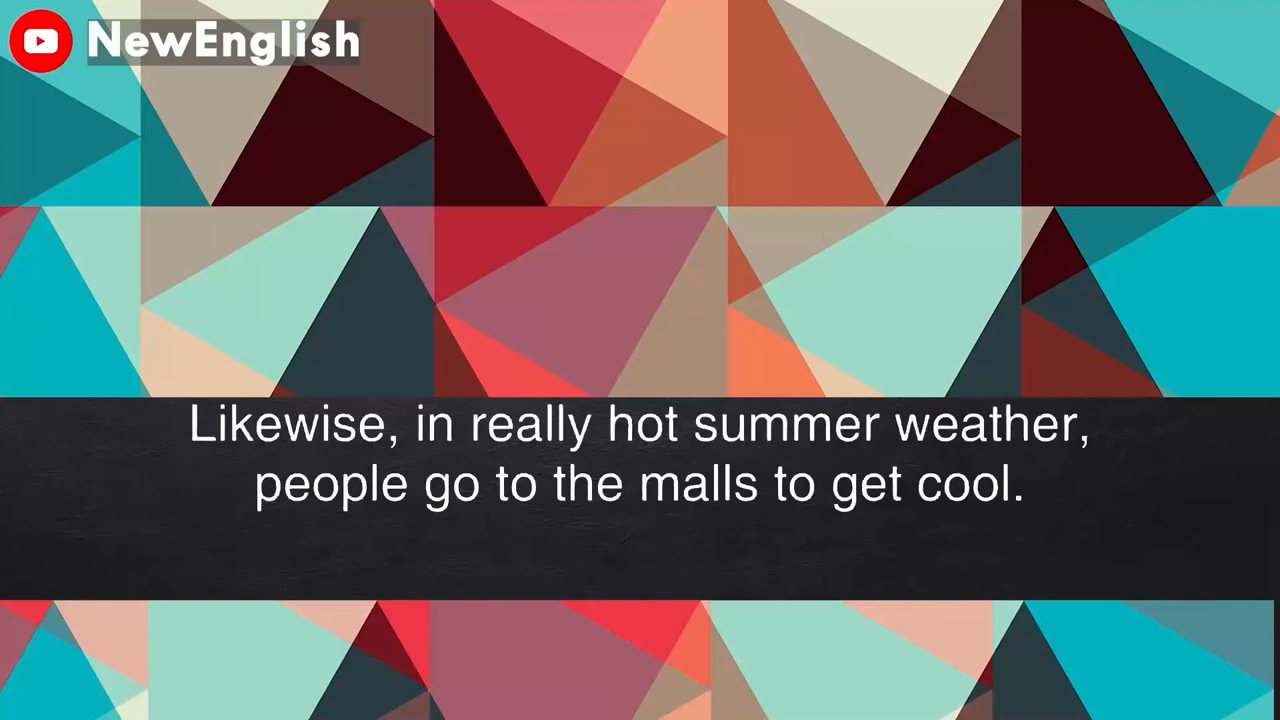 NewEnglish
Likewise, in really hot summer weather,
people go to the malls to get cool.